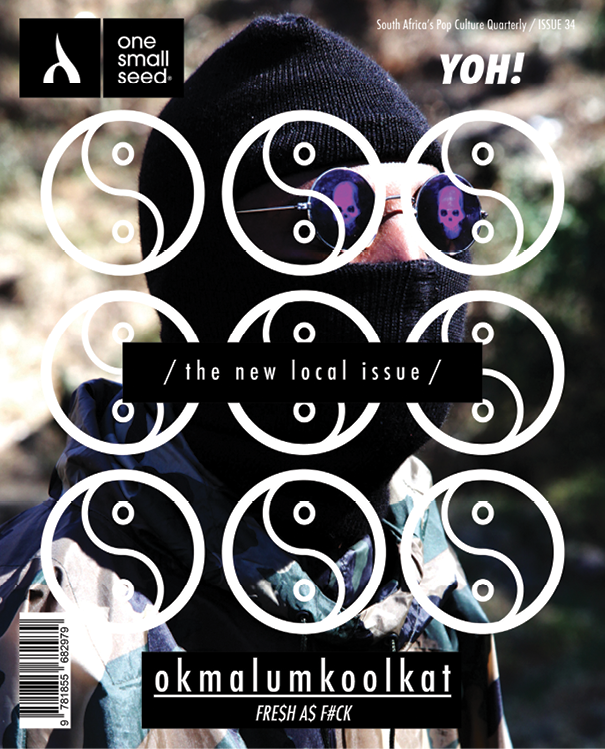 South Africa's Pop Culture Quarterly / ISSUE 34
one
small
seed®
YOH!
/ the new local issue /
okmalumkoolkat
FRESH AS F#CK
9 781855 682979